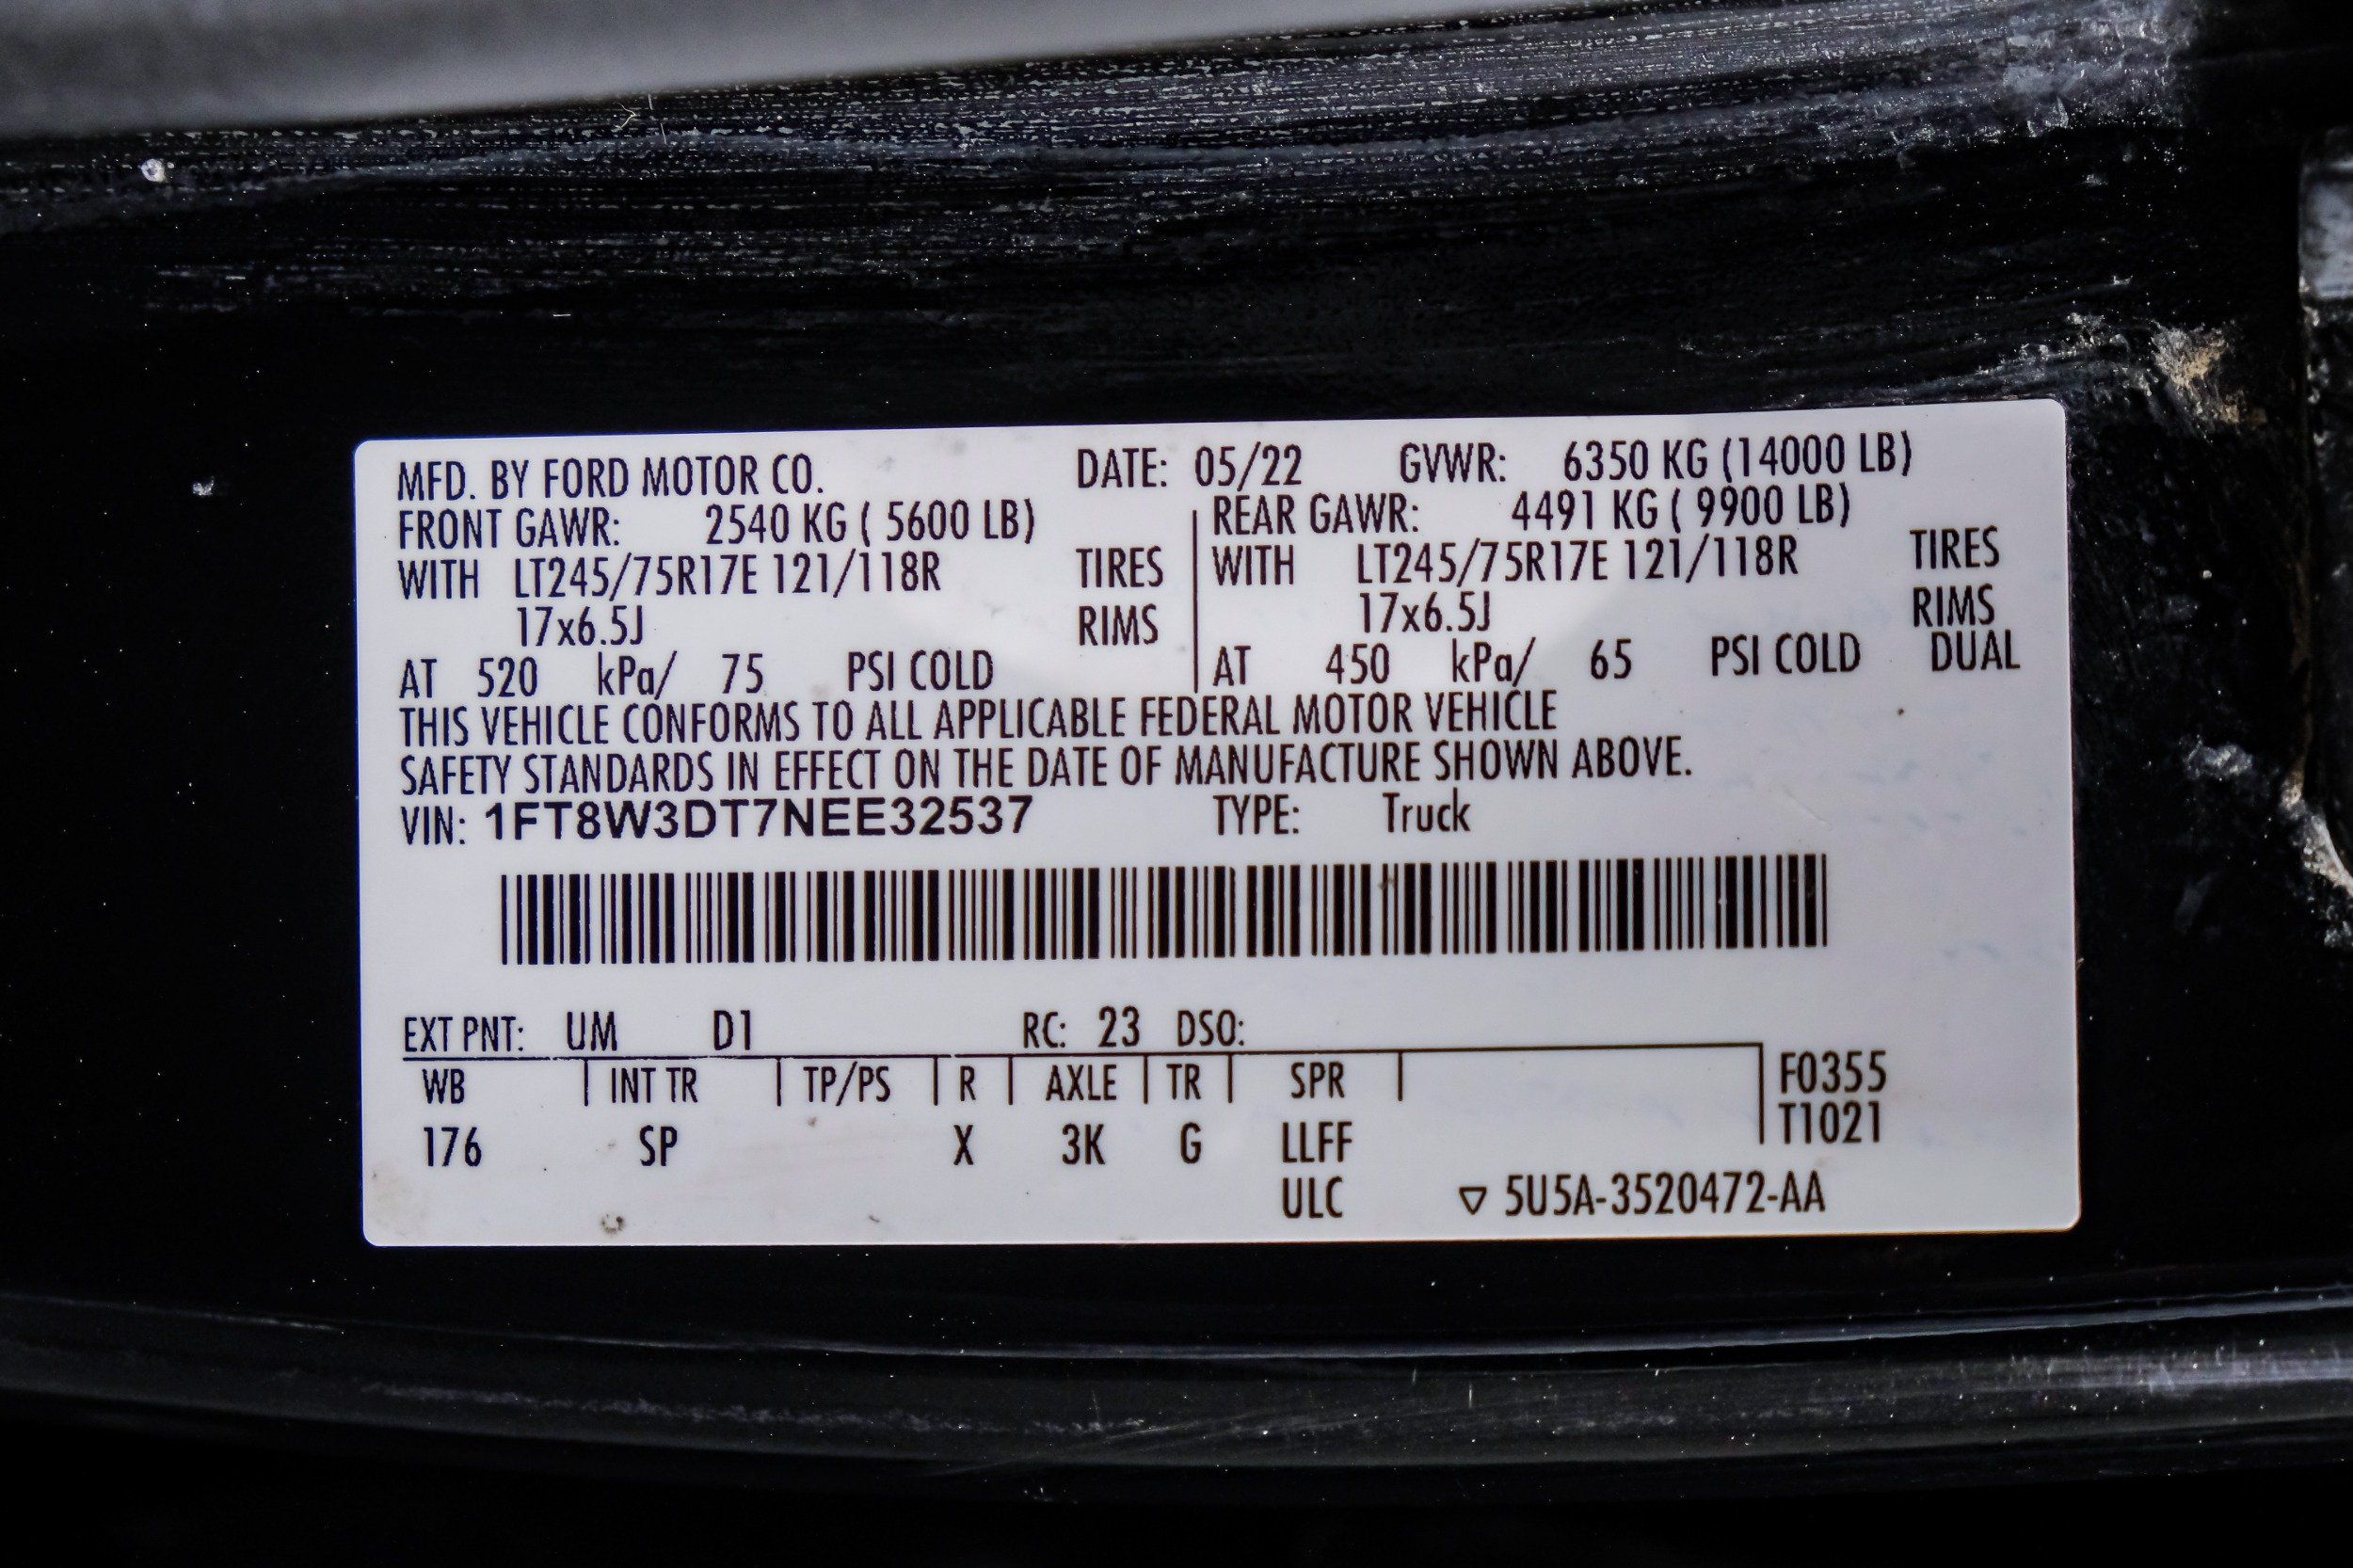 MFD. BY FORD MOTOR CO. DATE: 05/22 GVWR: 6350 KG (14000 LB)
FRONT GAWR: 2540 KG ( 5600 LB) REAR GAWR: 4491 KG ( 9900 LB)
WITH LT245/75R17E 121/118R TIRES WITH LT245/75R17E 121/118R TIRES
17x6.5J RIMS 17x6.5J RIMS
AT 520 kPa/ 75 PSI COLD AT 450 kPa/ 65 PSI COLD DUAL
THIS VEHICLE CONFORMS TO ALL APPLICABLE FEDERAL MOTOR VEHICLE
SAFETY STANDARDS IN EFFECT ON THE DATE OF MANUFACTURE SHOWN ABOVE.
VIN: 1FT8W3DT7NEE32537 TYPE: Truck
EXT PNT: UM D1 RC: 23 DSO:
WB INT TR TP/PS R AXLE TR SPR F0355
T1021
176 SP X 3K G LLFF
ULC ▽ 5U5A-3520472-AA